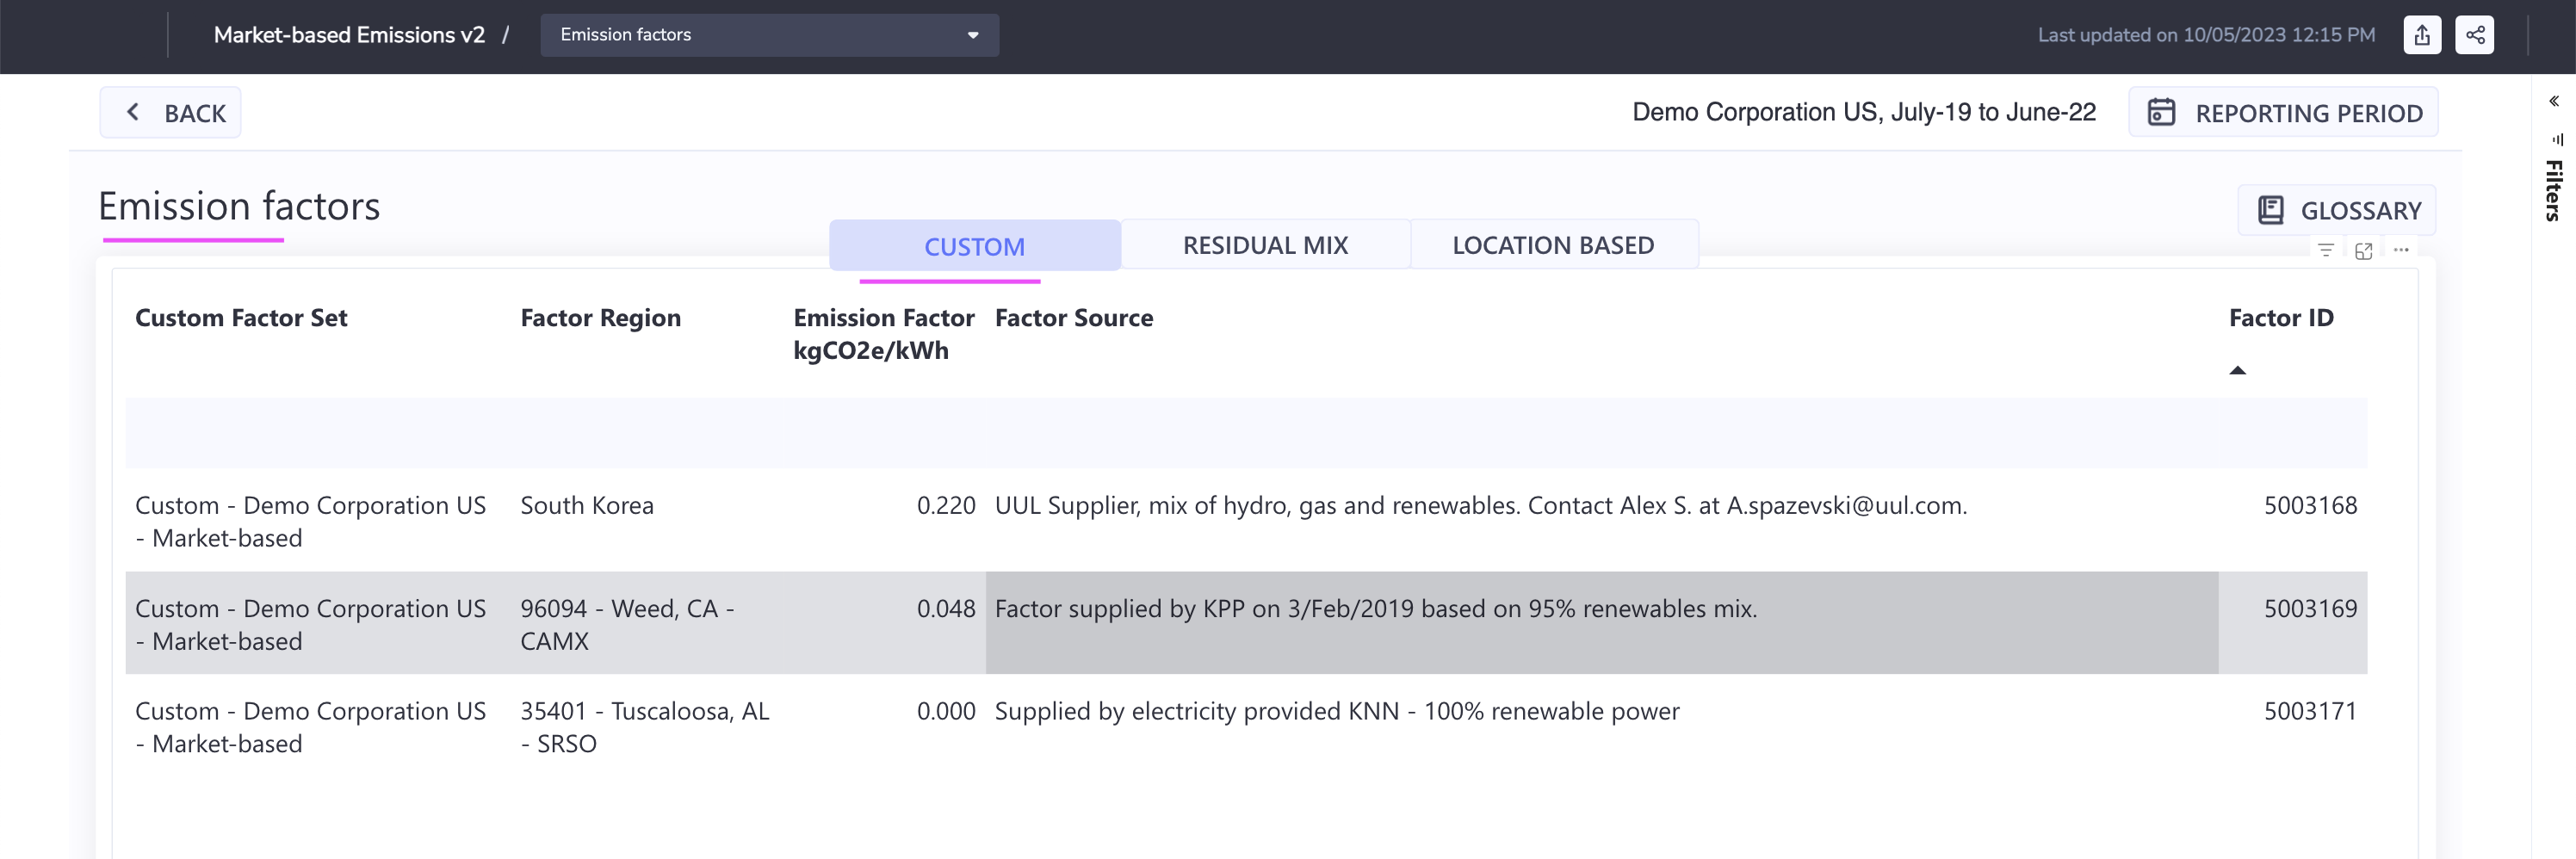 Market-based Emissions v2 / Emission factors Last updated on 10/05/2023 12:15 PM
BACK Demo Corporation US, July-19 to June-22 REPORTING PERIOD
Filters
Emission factors
GLOSSARY
CUSTOM RESIDUAL MIX LOCATION BASED
Custom Factor Set Factor Region Emission Factor Factor Source Factor ID
kgCO2e/kWh
Custom - Demo Corporation US South Korea 0.220 UUL Supplier, mix of hydro, gas and renewables. Contact Alex S. at A.spazevski@uul.com. 5003168
- Market-based
Custom - Demo Corporation US 96094 - Weed, CA - 0.048 Factor supplied by KPP on 3/Feb/2019 based on 95% renewables mix. 5003169
- Market-based CAMX
Custom - Demo Corporation US 35401 - Tuscaloosa, AL 0.000 Supplied by electricity provided KNN - 100% renewable power 5003171
- Market-based - SRSO